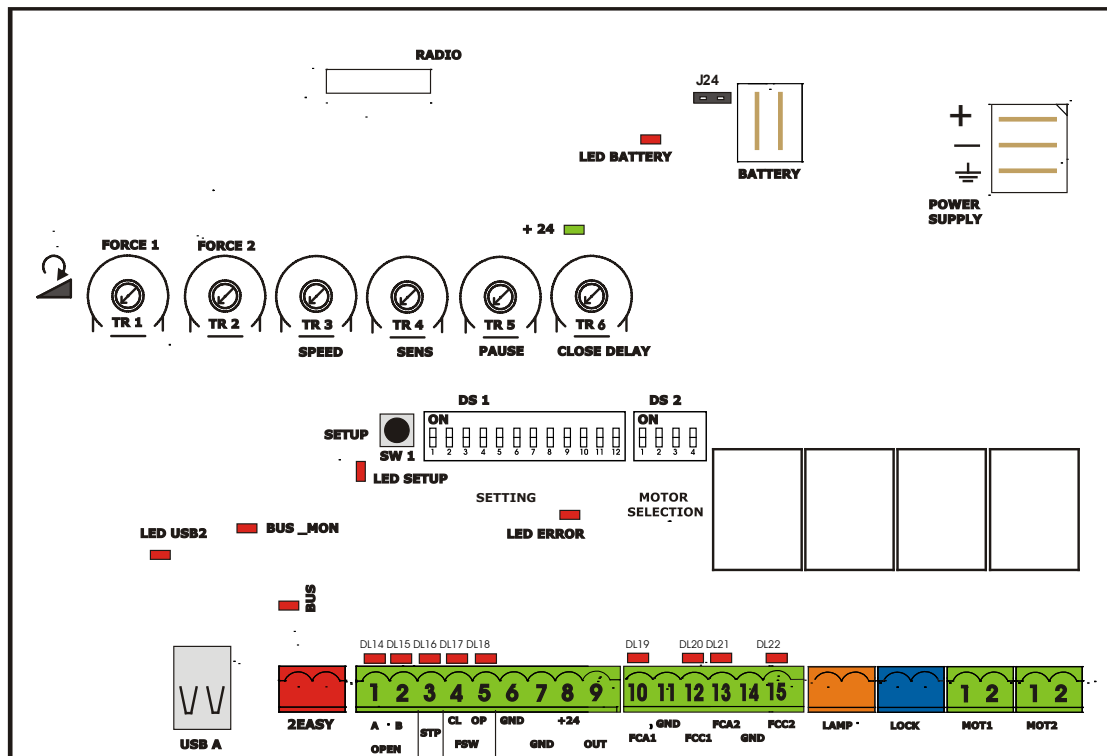 RADIO
J24
+
−
LED BATTERY
BATTERY
POWER
SUPPLY
+ 24
FORCE 1 FORCE 2
TR 1 TR 2 TR 3 TR 4 TR 5 TR 6
SPEED SENS PAUSE CLOSE DELAY
DS 1 DS 2
ON ON
SETUP
1 2 3 4 5 6 7 8 9 10 11 12 1 2 3 4
SW 1
LED SETUP
SETTING MOTOR
SELECTION
LED USB2 BUS _MON LED ERROR
BUS
DL14 DL15 DL16 DL17 DL18 DL19 DL20 DL21 DL22
1 2 3 4 5 6 7 8 9 10 11 12 13 14 15 1 2 1 2
2EASY A B STP CL OP GND +24 GND FCA2 FCC2 LAMP LOCK MOT1 MOT2
USB A OPEN FSW GND OUT FCA1 FCC1 GND